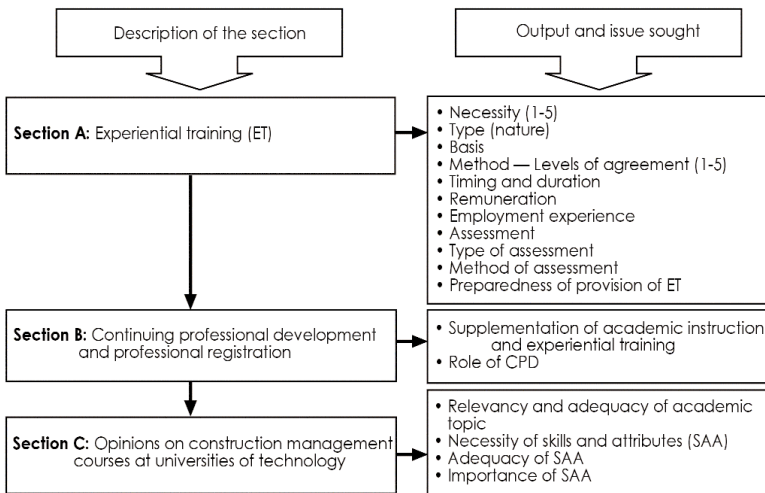 Description of the section
Output and issue sought
Section A: Experiential training (ET)
• Necessity (1-5)
• Type (nature)
• Basis
• Method — Levels of agreement (1-5)
• Timing and duration
• Remuneration
• Employment experience
• Assessment
• Type of assessment
• Method of assessment
• Preparedness of provision of ET
Section B: Continuing professional development
and professional registration
• Supplementation of academic instruction
and experiential training
• Role of CPD
Section C: Opinions on construction management
courses at universities of technology
• Relevancy and adequacy of academic
topic
• Necessity of skills and attributes (SAA)
• Adequacy of SAA
• Importance of SAA